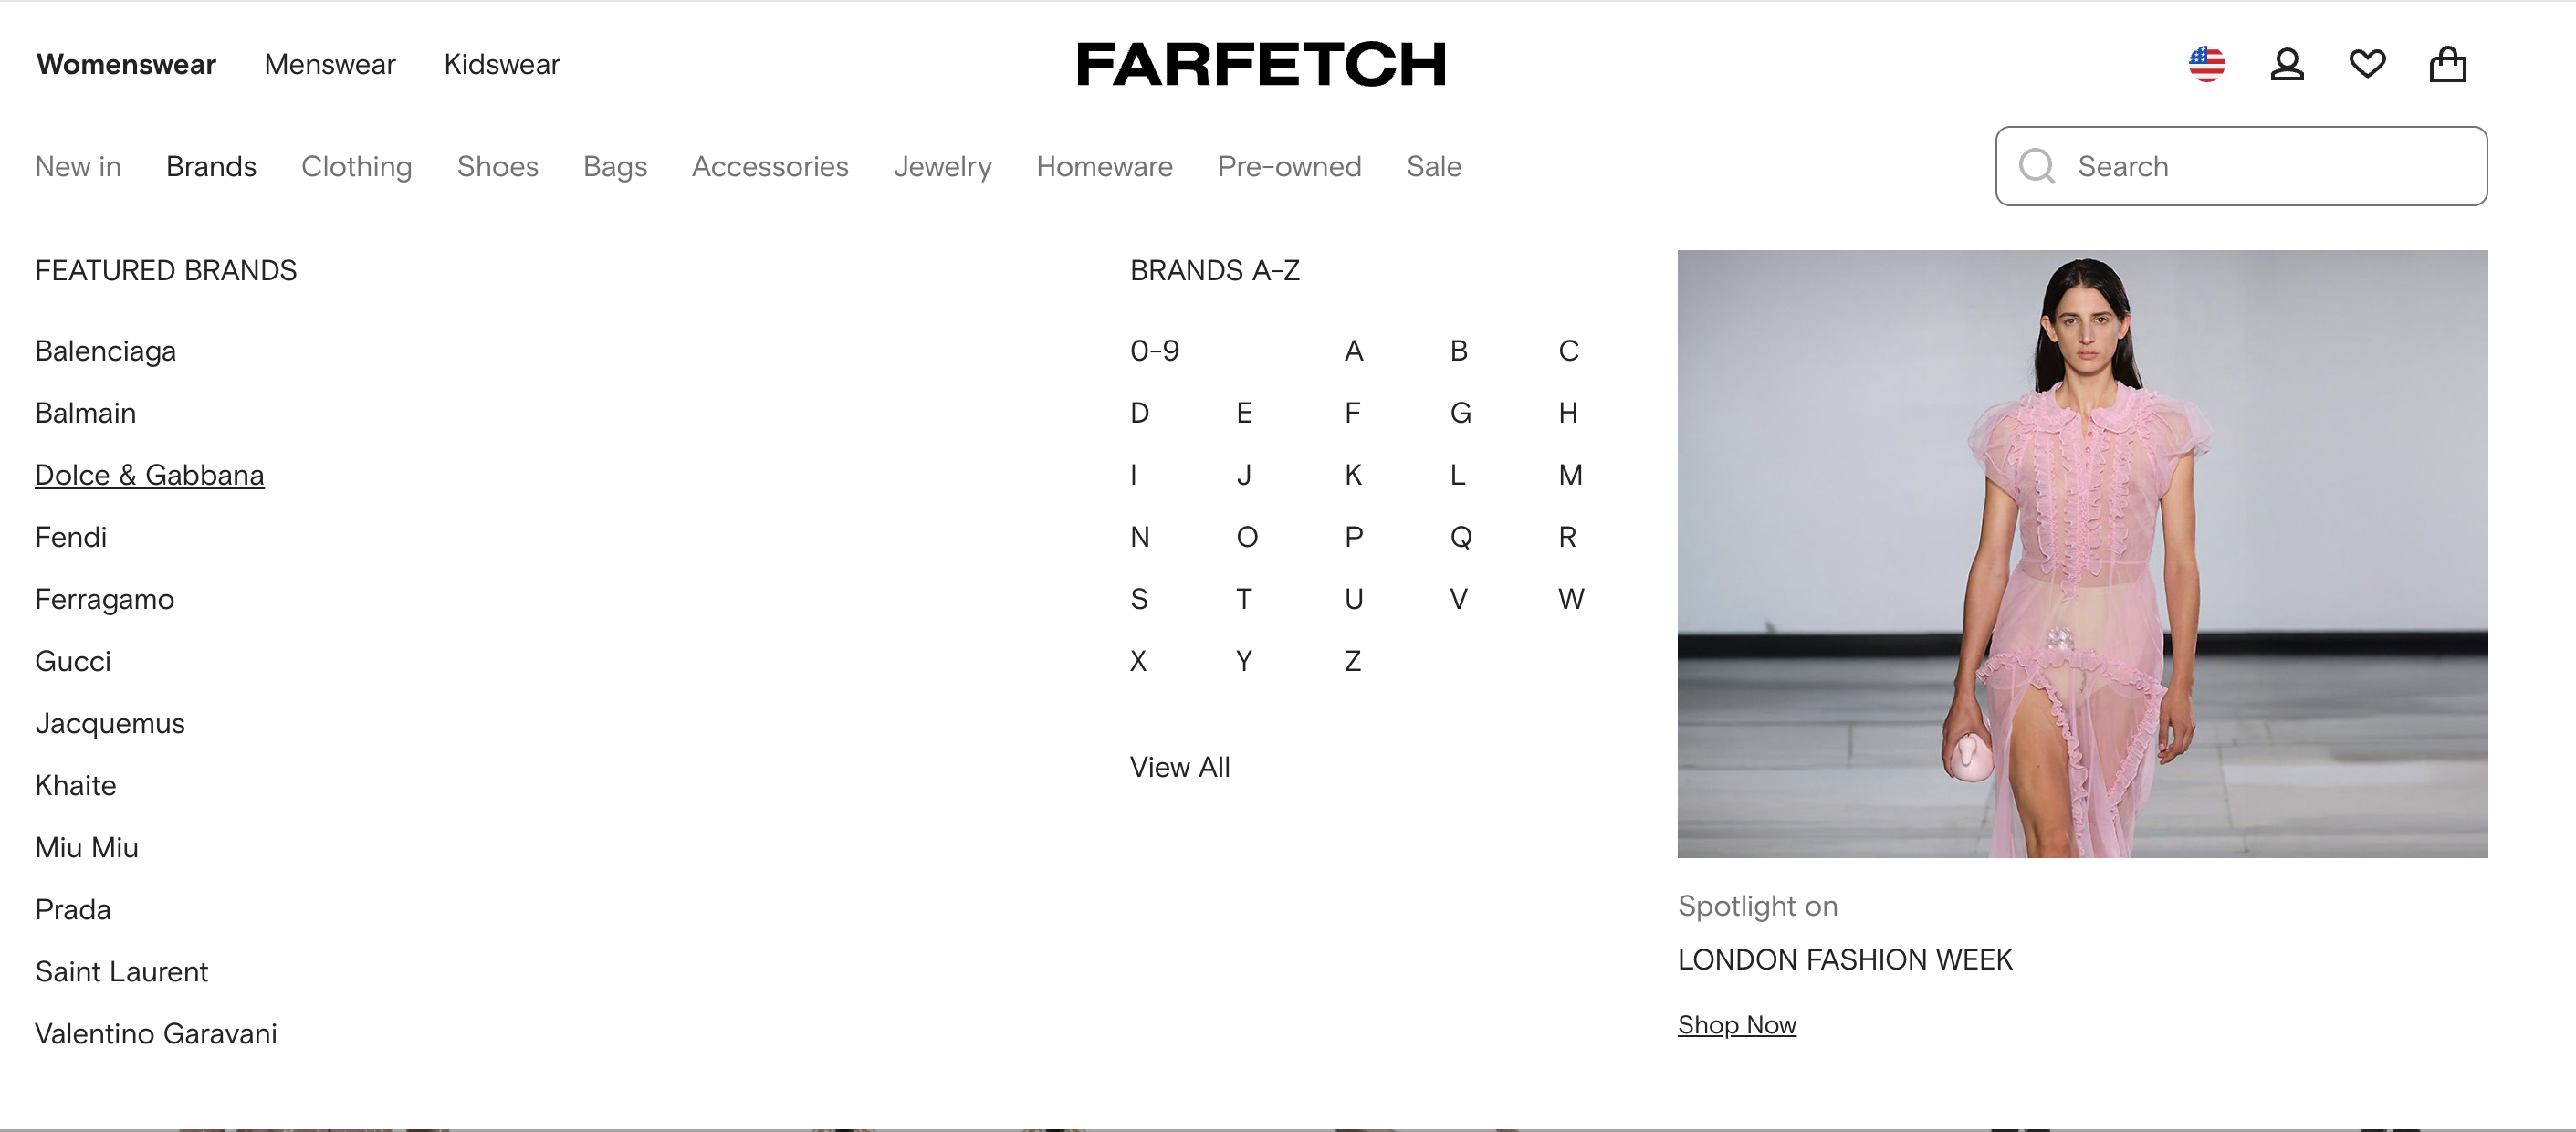 Womenswear Menswear Kidswear
FARFETCH
New in Brands Clothing Shoes Bags Accessories Jewelry Homeware Pre-owned Sale
Search
FEATURED BRANDS
Balenciaga
Balmain
Dolce & Gabbana
Fendi
Ferragamo
Gucci
Jacquemus
Khaite
Miu Miu
Prada
Saint Laurent
Valentino Garavani
BRANDS A-Z
0-9 A B C
D E F G H
I J K L M
N O P Q R
S T U V W
X Y Z
View All
Spotlight on
LONDON FASHION WEEK
Shop Now